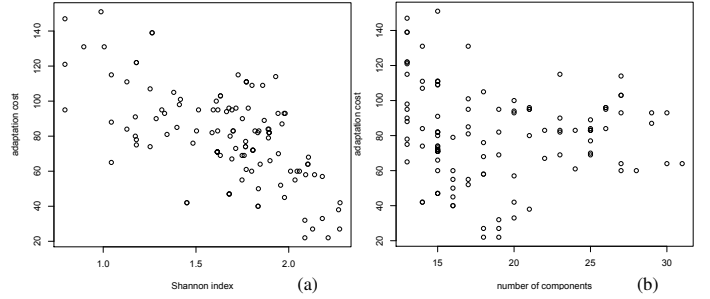 adaptation cost
20 40 60 80 100 120 140
1.0 1.5 2.0
Shannon index
(a)
adaptation cost
20 40 60 80 100 120 140
15 20 25 30
number of components
(b)